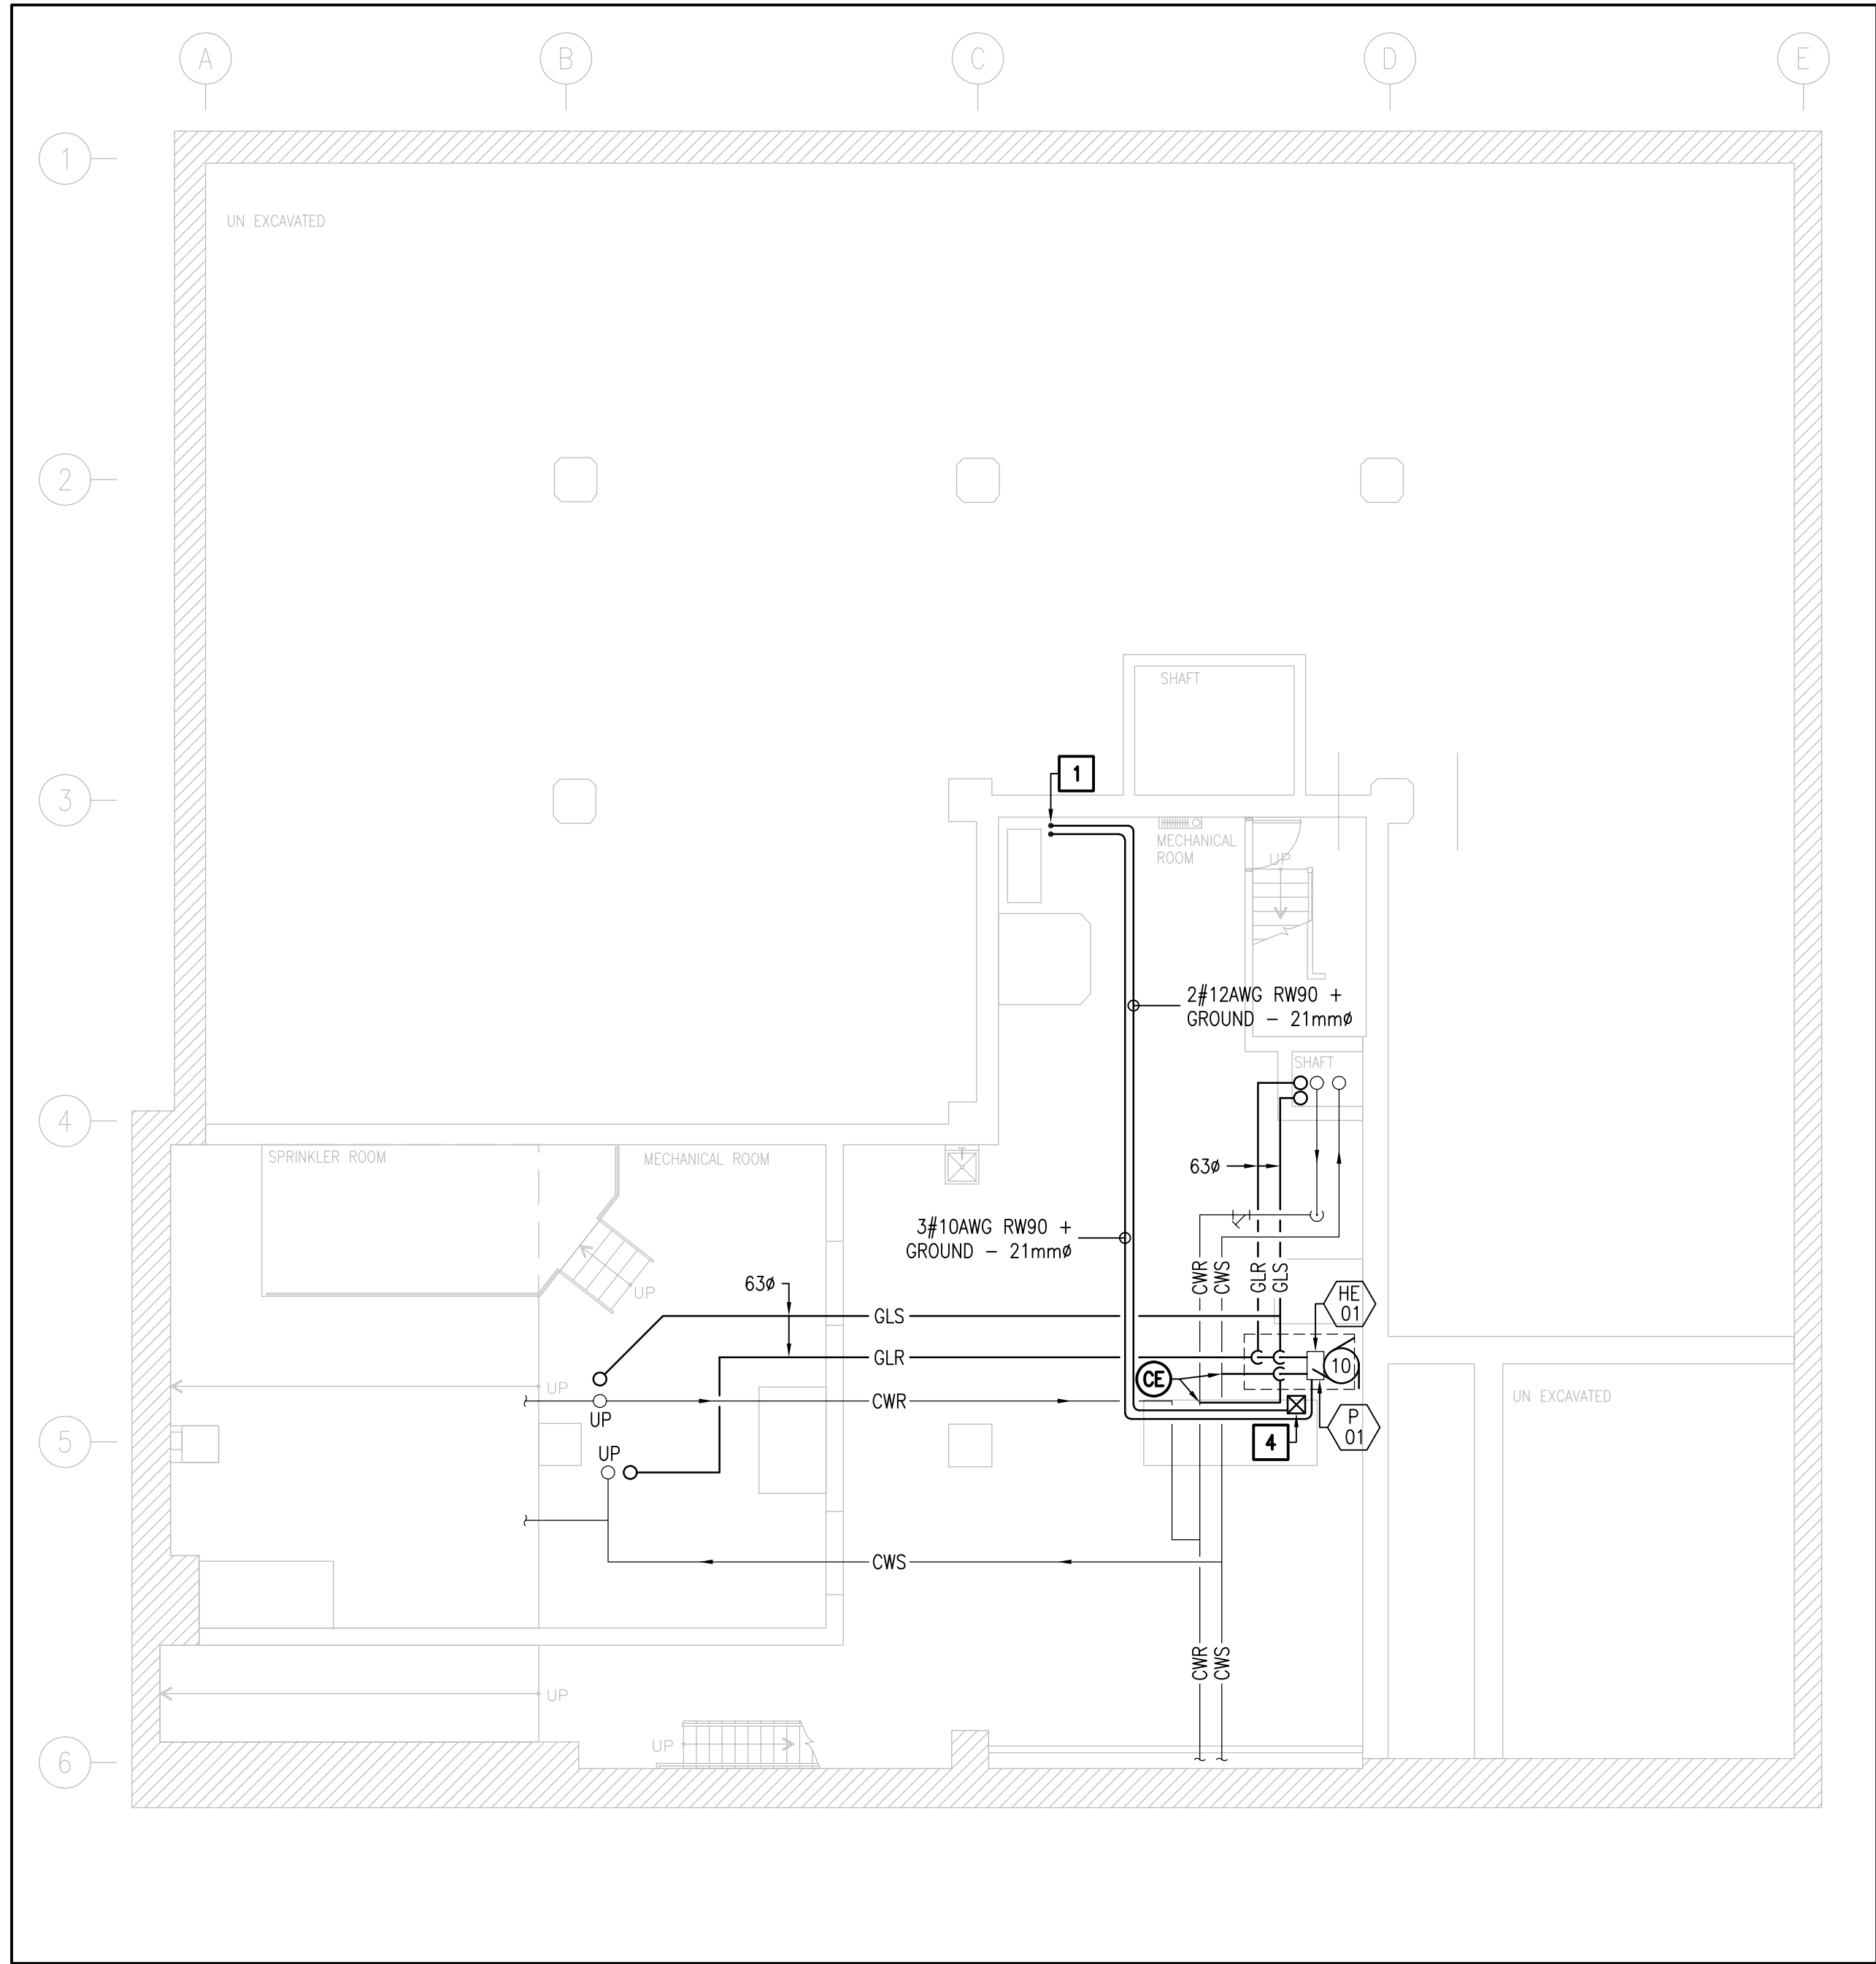 A
B
C
D
E
1
UN EXCAVATED
2
SHAFT
1
3
MECHANICAL
ROOM
UP
2#12AWG RW90 +
GROUND - 21mmø
SHAFT
4
SPRINKLER ROOM
MECHANICAL ROOM
63ø
3#10AWG RW90 +
GROUND - 21mmø
CWR
CWS
GLR
GLS
63ø
UP
HE
01
GLS
GLR
10
CE
UP
CWR
UN EXCAVATED
UP
P
01
5
4
UP
CWS
CWR
CWS
UP
UP
6